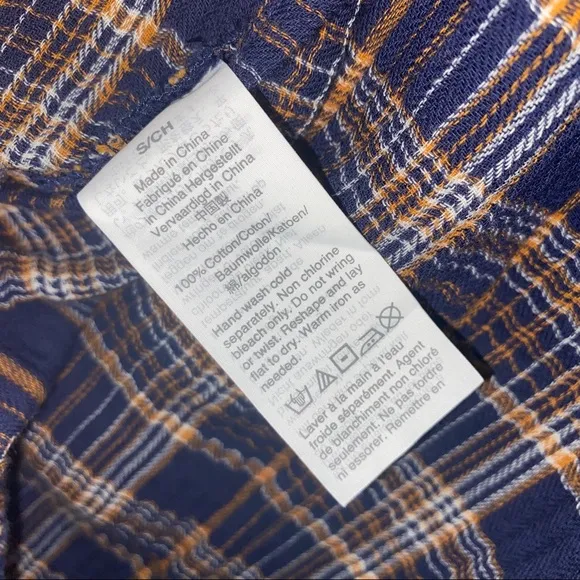 S/CH
Made in China
Fabriqué en Chine
in China Hergestellt
Vervaardigd in China
中國製
Hecho en China
100% Cotton/Coton/
Baumwolle/Katoen/
綿/algodón
Hand wash cold
separately. Non chlorine
bleach only. Do not wring
or twist. Reshape and lay
flat to dry. Warm iron as
needed.
Laver à la main à l'eau
froide séparément. Agent
de blanchiment non chloré
seulement. Ne pas tordre
ni essorer. Remettre en